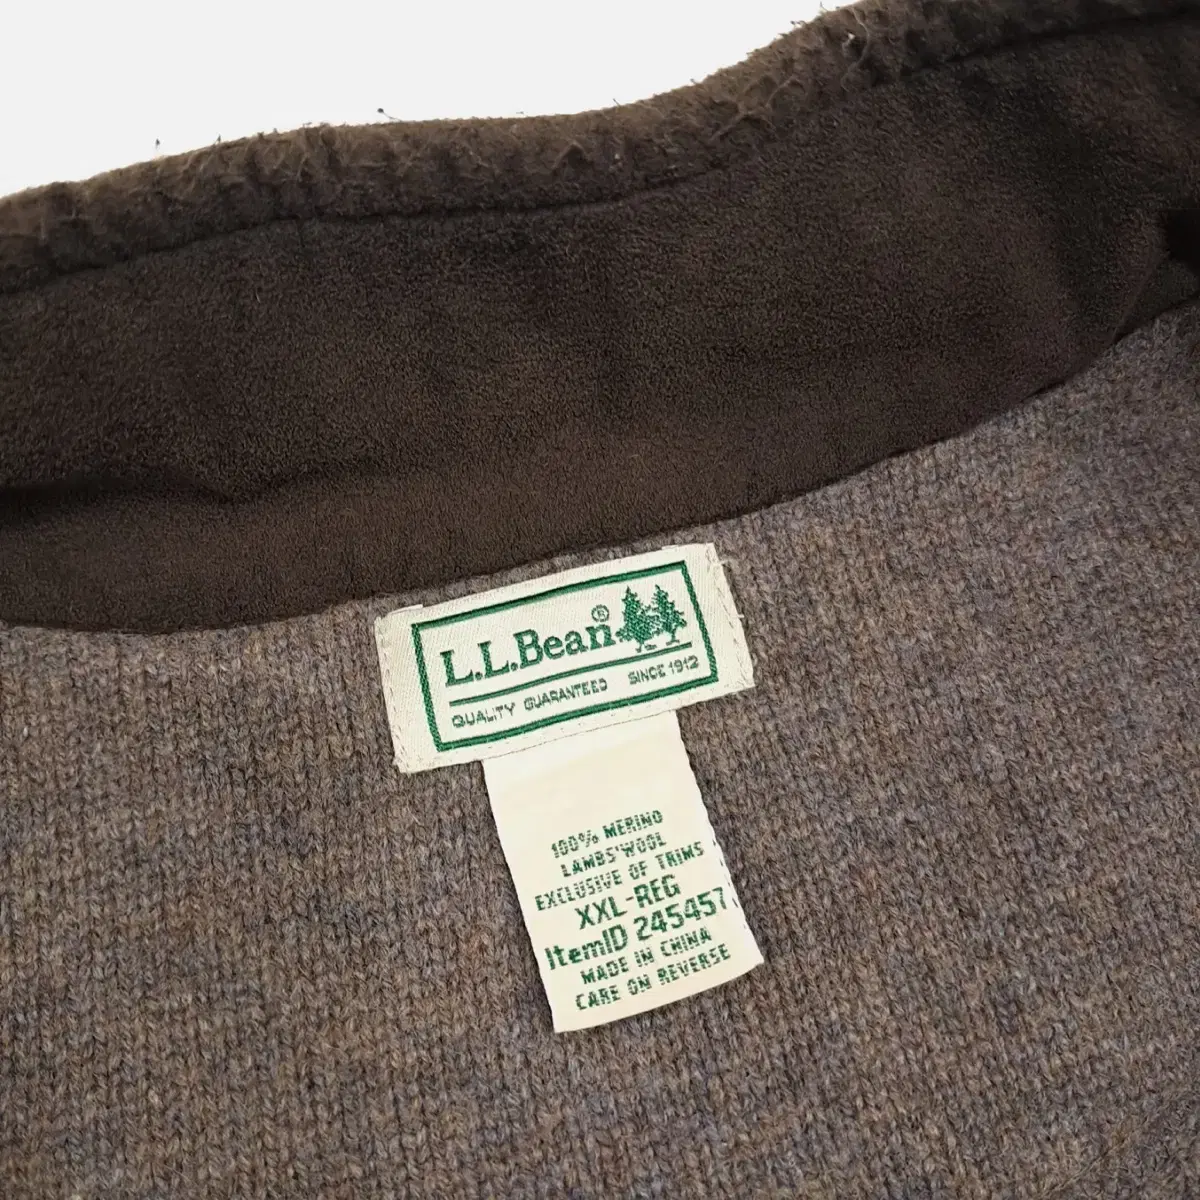 L.L.Bean®
QUALITY GUARANTEED SINCE 1912
100% MERINO
LAMBS'WOOL
EXCLUSIVE OF TRIMS
XXL-REG
ItemID 245457
MADE IN CHINA
CARE ON REVERSE